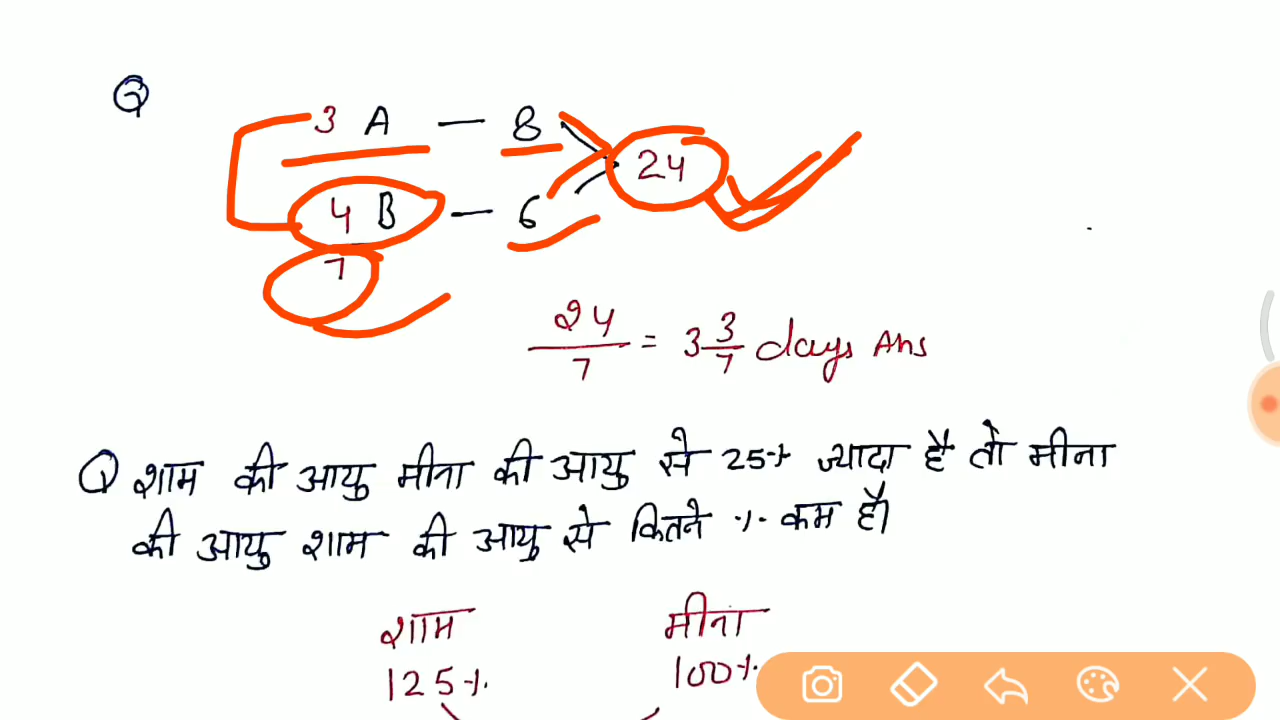 Q
3 A — 8
24
4 B — 6
7
24/7 = 3 3/7 days Ans
Q शाम की आयु मीना की आयु से 25% ज्यादा है तो मीना
की आयु शाम की आयु से कितने % कम है।
शाम मीना
125% 100%